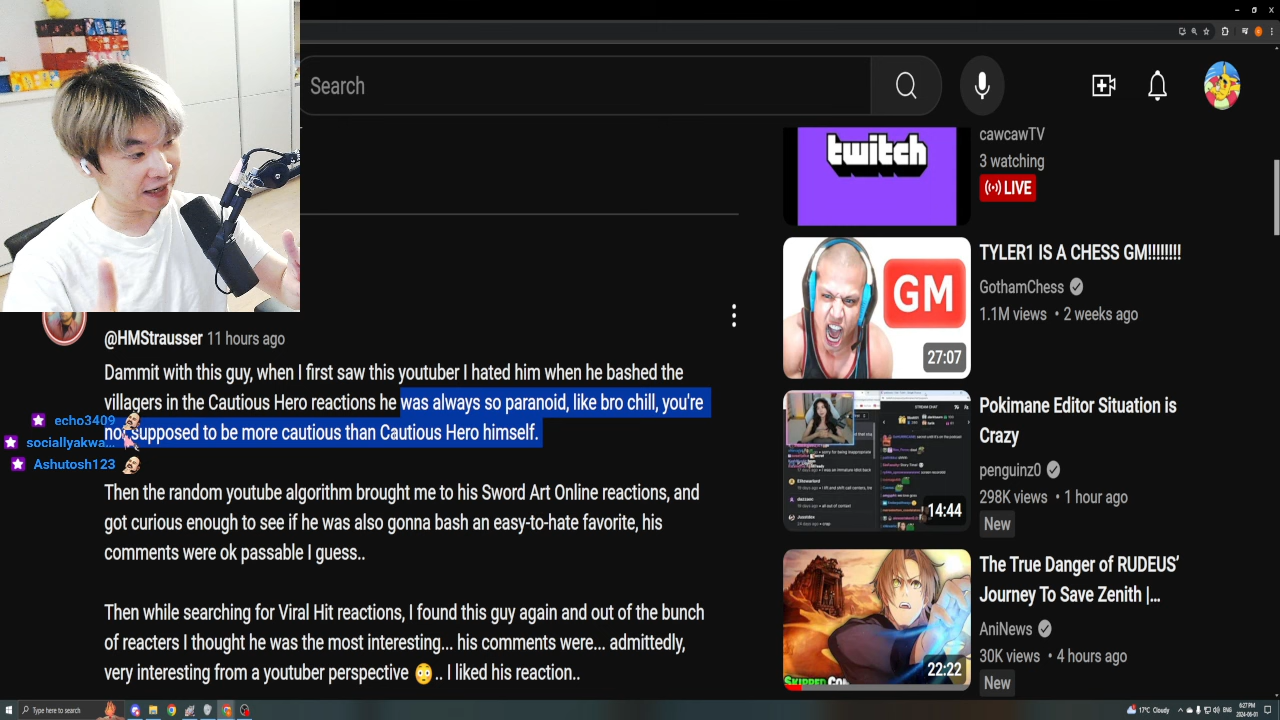 Search
cawcawTV
3 watching
LIVE
twitch
TYLER1 IS A CHESS GM!!!!!!!!
GothamChess
1.1M views • 2 weeks ago
GM
27:07
@HMStrausser 11 hours ago
Dammit with this guy, when I first saw this youtuber I hated him when he bashed the
villagers in the Cautious Hero reactions he was always so paranoid, like bro chill, you're
not supposed to be more cautious than Cautious Hero himself.
echo3409
sociallyakwa...
Ashutosh123
Then the random youtube algorithm brought me to his Sword Art Online reactions, and
got curious enough to see if he was also gonna bash an easy-to-hate favorite, his
comments were ok passable I guess..
Then while searching for Viral Hit reactions, I found this guy again and out of the bunch
of reacters I thought he was the most interesting... his comments were... admittedly,
very interesting from a youtuber perspective 😳.. I liked his reaction..
Pokimane Editor Situation is
Crazy
penguinz0
298K views • 1 hour ago
New
STREAM CHAT
14:44
The True Danger of RUDEUS'
Journey To Save Zenith |...
AniNews
30K views • 4 hours ago
New
22:22
Type here to search
17°C Cloudy
6:27 PM
2024-06-01